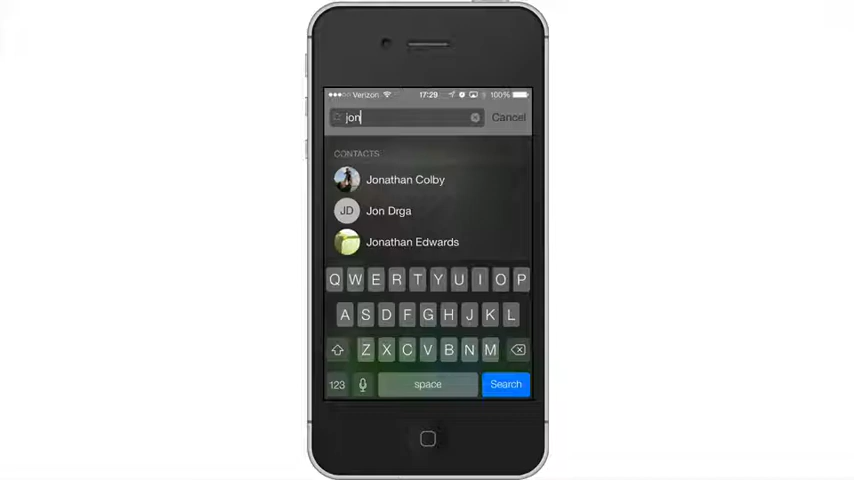 Verizon 17:29 100%
jon Cancel
CONTACTS
Jonathan Colby
JD Jon Drga
Jonathan Edwards
Q W E R T Y U I O P
A S D F G H J K L
Z X C V B N M
123 space Search